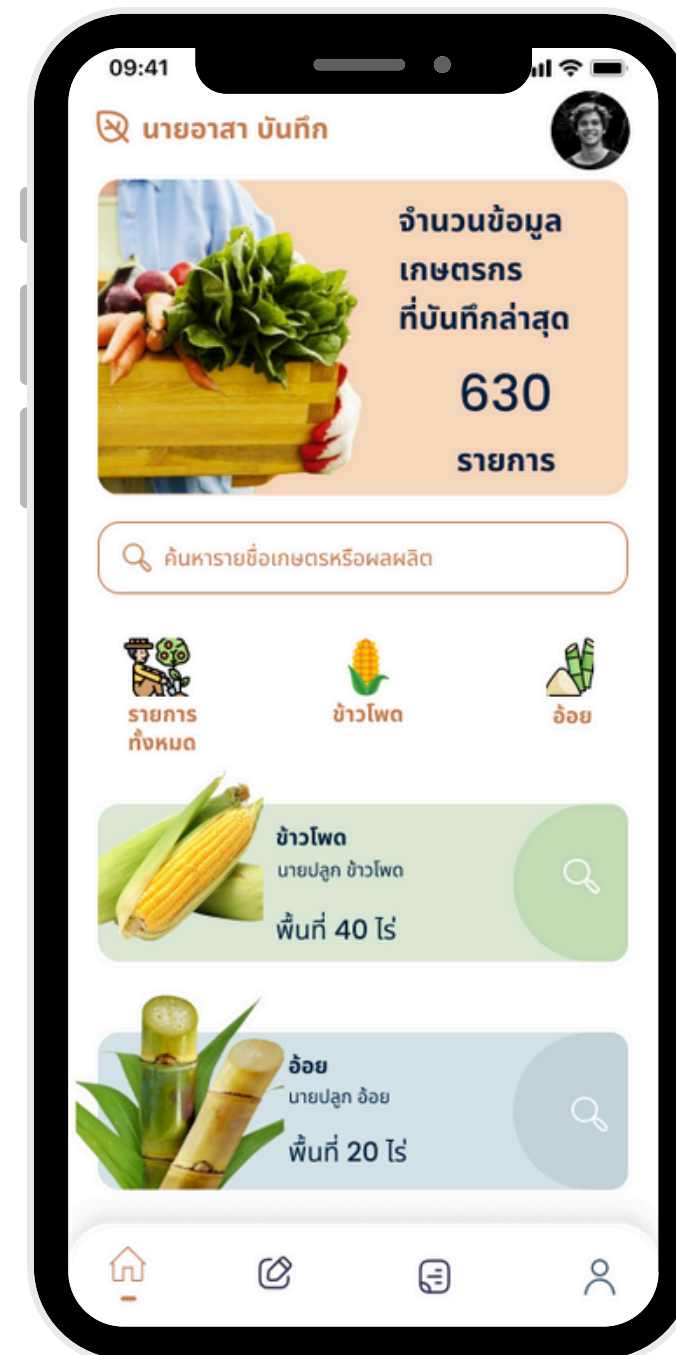 09:41
นายอาสา บันทึก
จำนวนข้อมูล
เกษตรกร
ที่บันทึกล่าสุด
630
รายการ
ค้นหารายชื่อเกษตรหรือผลผลิต
รายการ
ทั้งหมด
ข้าวโพด
อ้อย
ข้าวโพด
นายปลูก ข้าวโพด
พื้นที่ 40 ไร่
อ้อย
นายปลูก อ้อย
พื้นที่ 20 ไร่